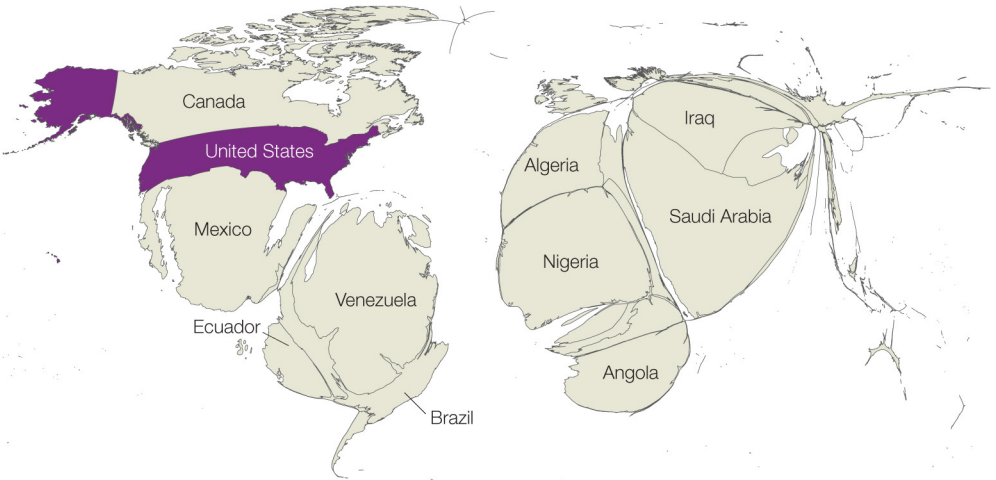 Canada
United States
Mexico
Venezuela
Ecuador
Brazil
Algeria
Iraq
Saudi Arabia
Nigeria
Angola